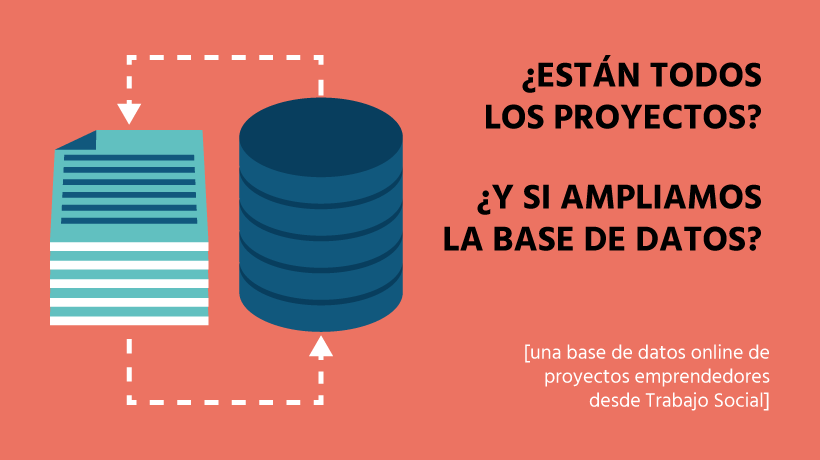 ¿ESTÁN TODOS
LOS PROYECTOS?
¿Y SI AMPLIAMOS
LA BASE DE DATOS?
[una base de datos online de
proyectos emprendedores
desde Trabajo Social]